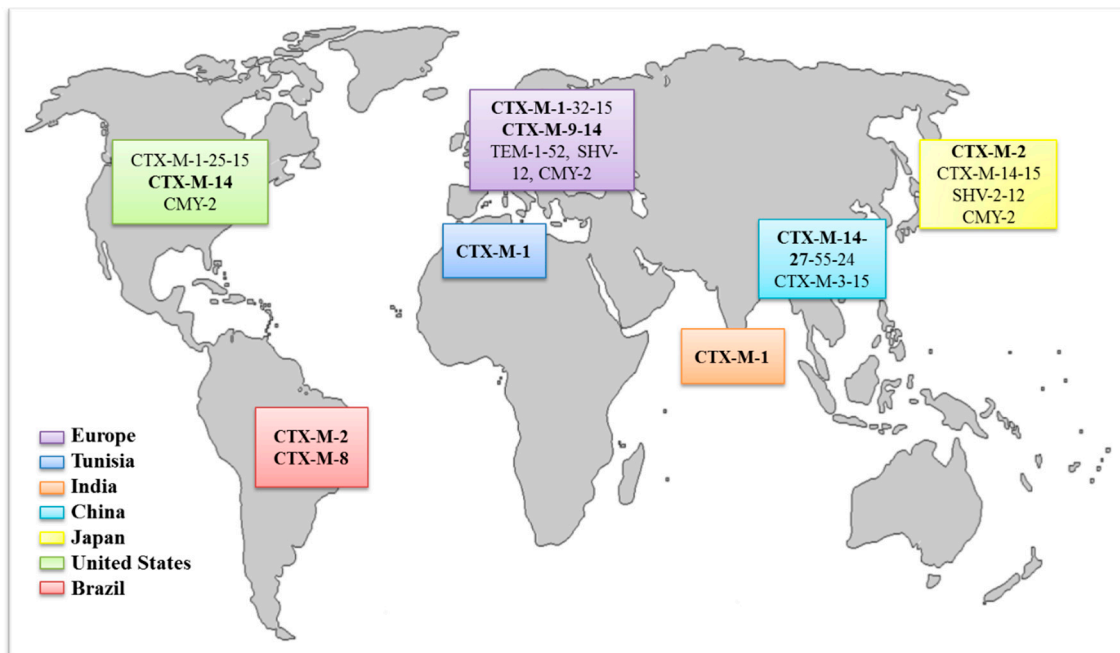 CTX-M-1-32-15
CTX-M-9-14
TEM-1-52, SHV-
12, CMY-2
CTX-M-1-25-15
CTX-M-14
CMY-2
CTX-M-2
CTX-M-14-15
SHV-2-12
CMY-2
CTX-M-1
CTX-M-14-
27-55-24
CTX-M-3-15
CTX-M-1
CTX-M-2
CTX-M-8
Europe
Tunisia
India
China
Japan
United States
Brazil